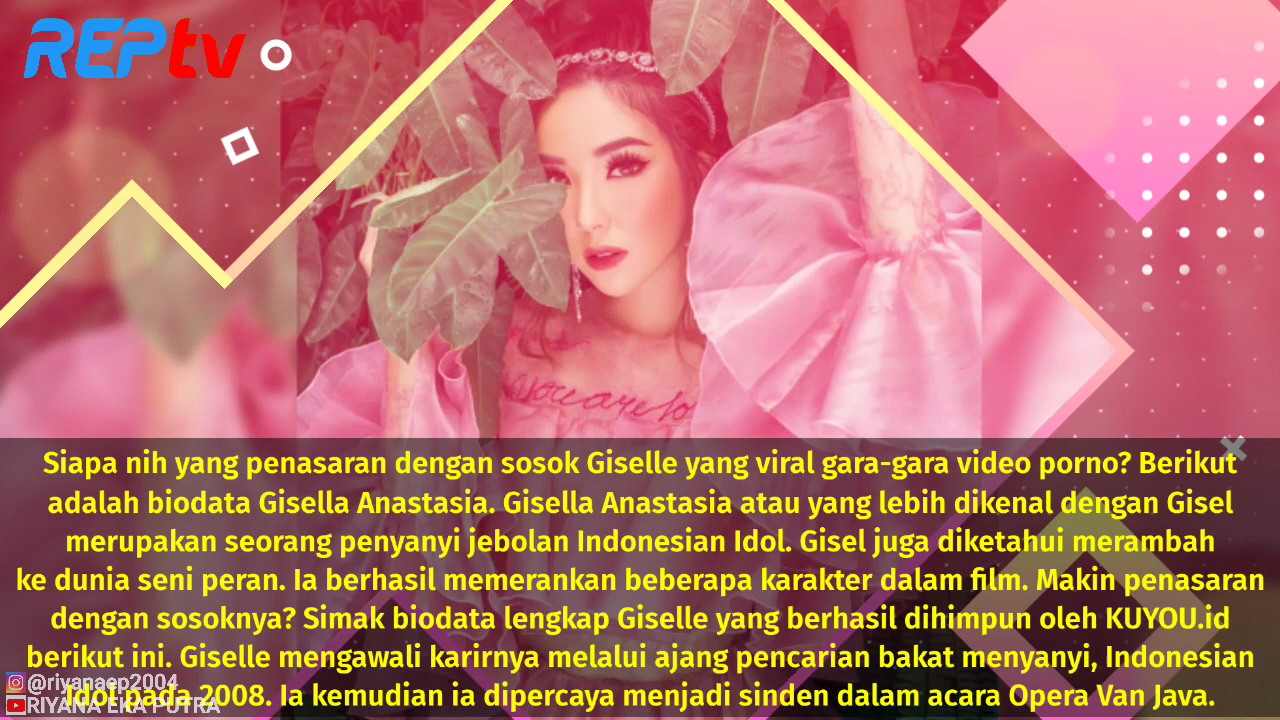 REPtv
Siapa nih yang penasaran dengan sosok Giselle yang viral gara-gara video porno? Berikut
adalah biodata Gisella Anastasia. Gisella Anastasia atau yang lebih dikenal dengan Gisel
merupakan seorang penyanyi jebolan Indonesian Idol. Gisel juga diketahui merambah
ke dunia seni peran. Ia berhasil memerankan beberapa karakter dalam film. Makin penasaran
dengan sosoknya? Simak biodata lengkap Giselle yang berhasil dihimpun oleh KUYOU.id
berikut ini. Giselle mengawali karirnya melalui ajang pencarian bakat menyanyi, Indonesian
@riyanaep2004
Idol pada 2008. Ia kemudian ia dipercaya menjadi sinden dalam acara Opera Van Java.
RIYANA EKA PUTRA